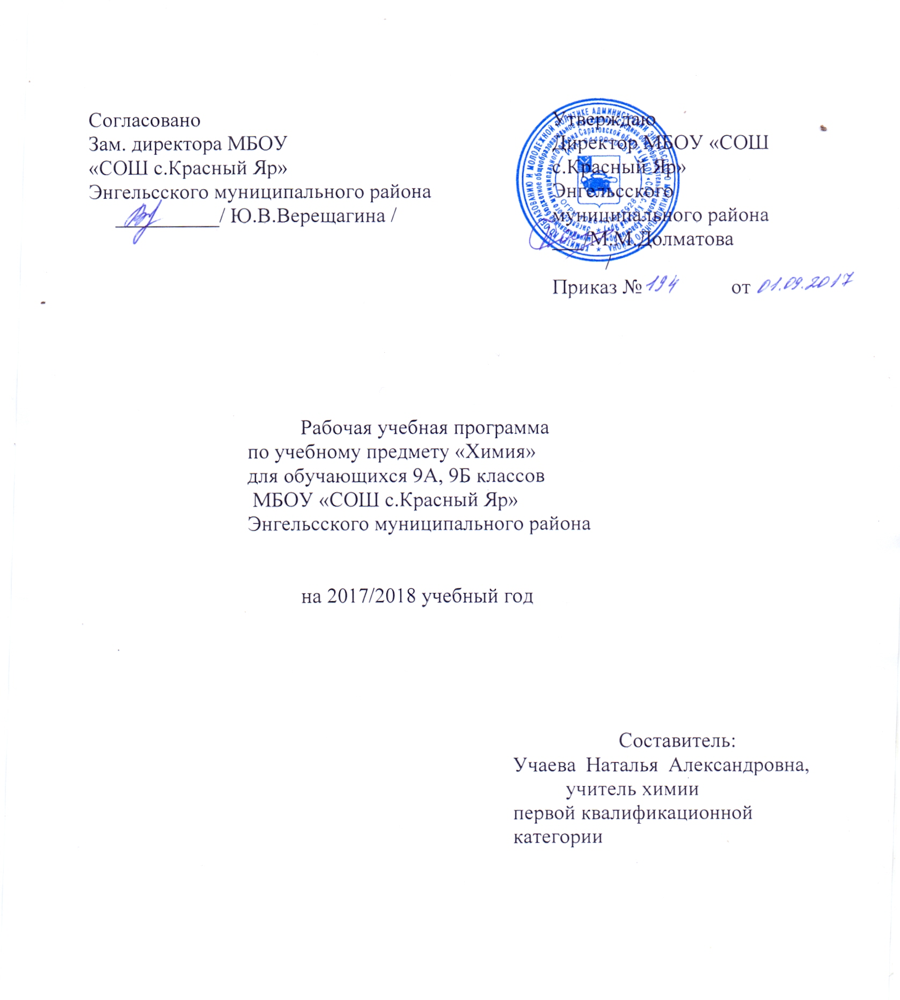 Согласовано
Зам. директора МБОУ
«СОШ с.Красный Яр»
Энгельсского муниципального района
__________/ Ю.В.Верещагина /
Утверждаю
Директор МБОУ «СОШ
с.Красный Яр»
Энгельсского
муниципального района
___/М.М.Долматова
/
Приказ № 194 от 01.09.2017
Рабочая учебная программа
по учебному предмету «Химия»
для обучающихся 9А, 9Б классов
МБОУ «СОШ с.Красный Яр»
Энгельсского муниципального района
на 2017/2018 учебный год
Составитель:
Учаева Наталья Александровна,
учитель химии
первой квалификационной
категории